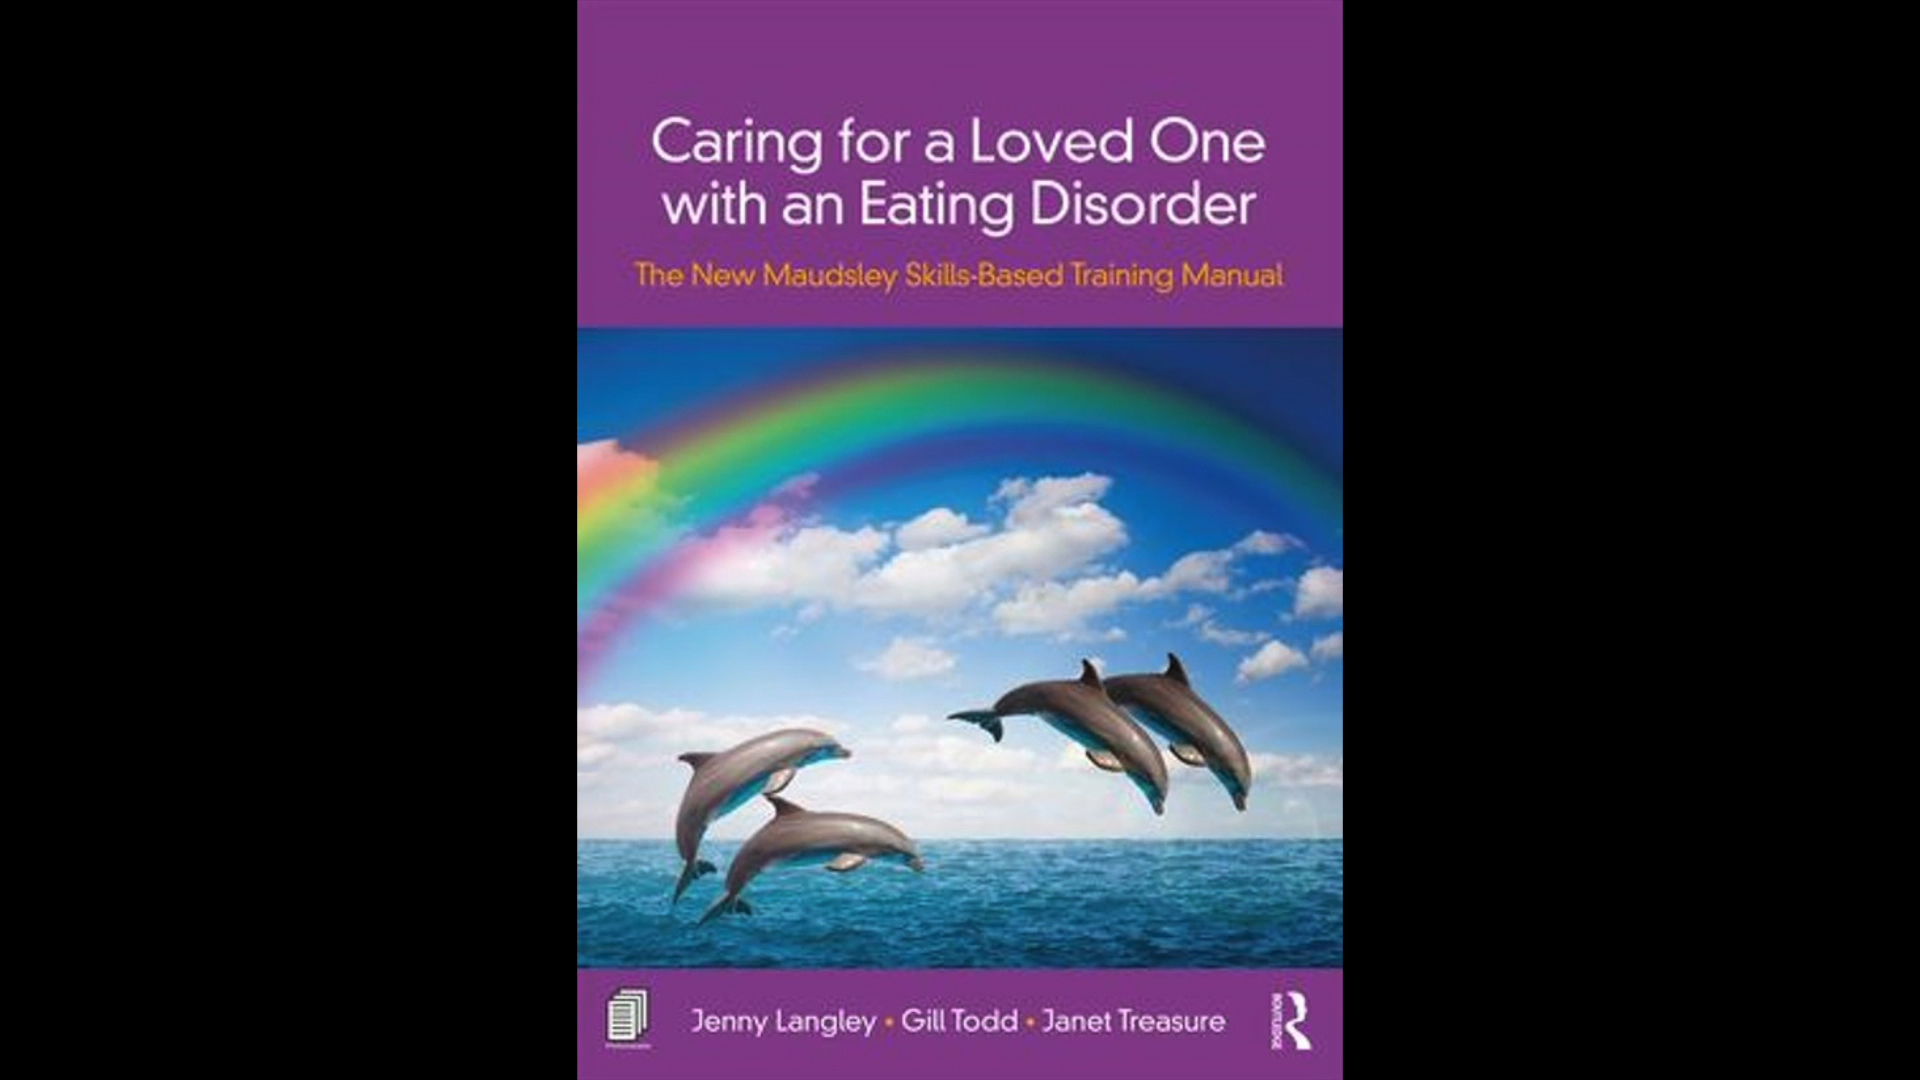 Caring for a Loved One
with an Eating Disorder
The New Maudsley Skills-Based Training Manual
Jenny Langley • Gill Todd • Janet Treasure
ROUTLEDGE